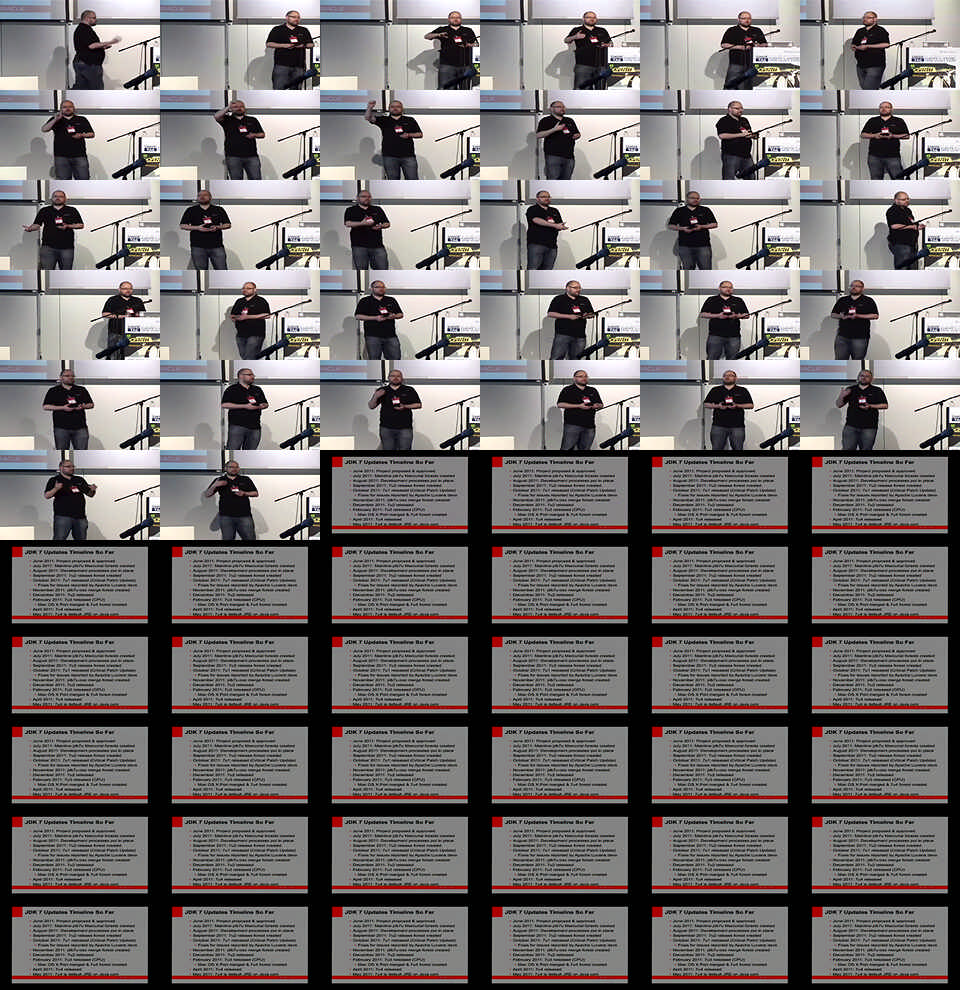 JDK 7 Updates Timeline So Far
June 2011: Project proposed & approved
July 2011: Mainline jdk7u Mercurial forests created
August 2011: Development processes put in place
September 2011: 7u2 release forest created
October 2011: 7u1 released (Critical Patch Update)
Fixes for issues reported by Apache Lucene devs
November 2011: jdk7u-osx merge forest created
December 2011: 7u2 released
February 2011: 7u3 released (CPU)
Mac OS X Port merged & 7u4 forest created
April 2011: 7u4 released
May 2011: 7u4 is default JRE on Java.com